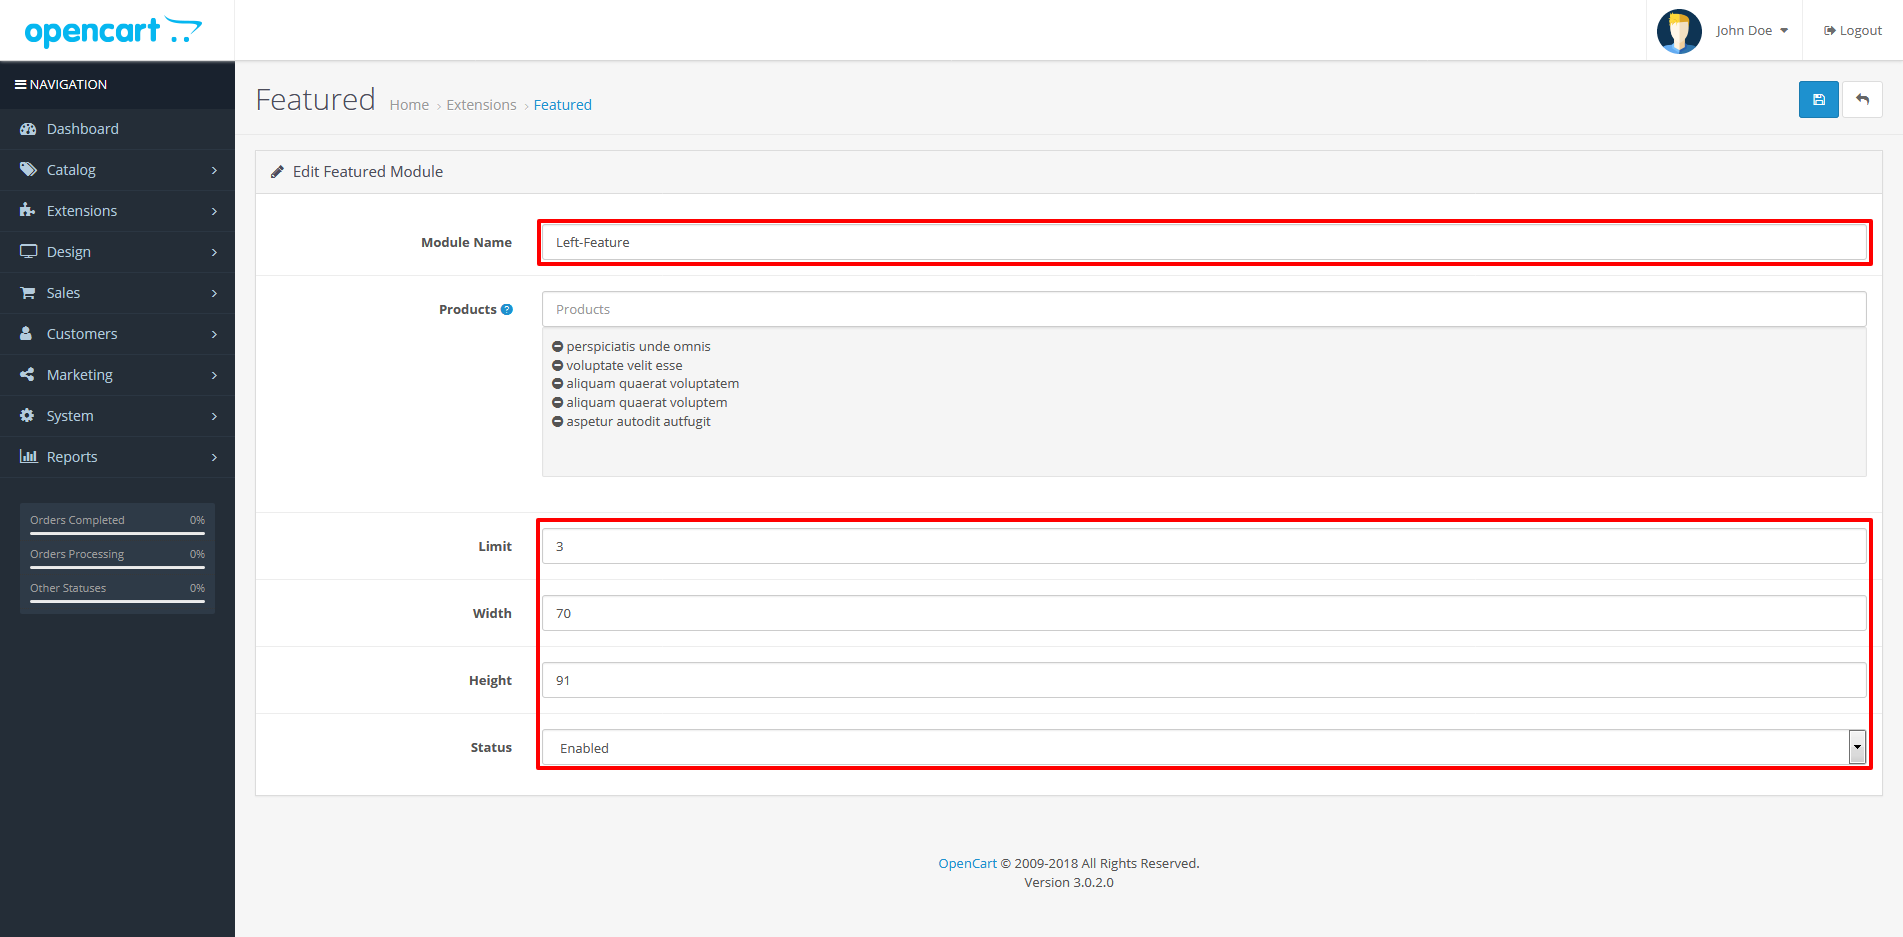 opencart
John Doe
Logout
NAVIGATION
Dashboard
Catalog
Extensions
Design
Sales
Customers
Marketing
System
Reports
Orders Completed 0%
Orders Processing 0%
Other Statuses 0%
Featured
Home › Extensions › Featured
Edit Featured Module
Module Name
Left-Feature
Products ?
Products
perspiciatis unde omnis
voluptate velit esse
aliquam quaerat voluptatem
aliquam quaerat voluptem
aspetur autodit autfugit
Limit
3
Width
70
Height
91
Status
Enabled
OpenCart © 2009-2018 All Rights Reserved.
Version 3.0.2.0